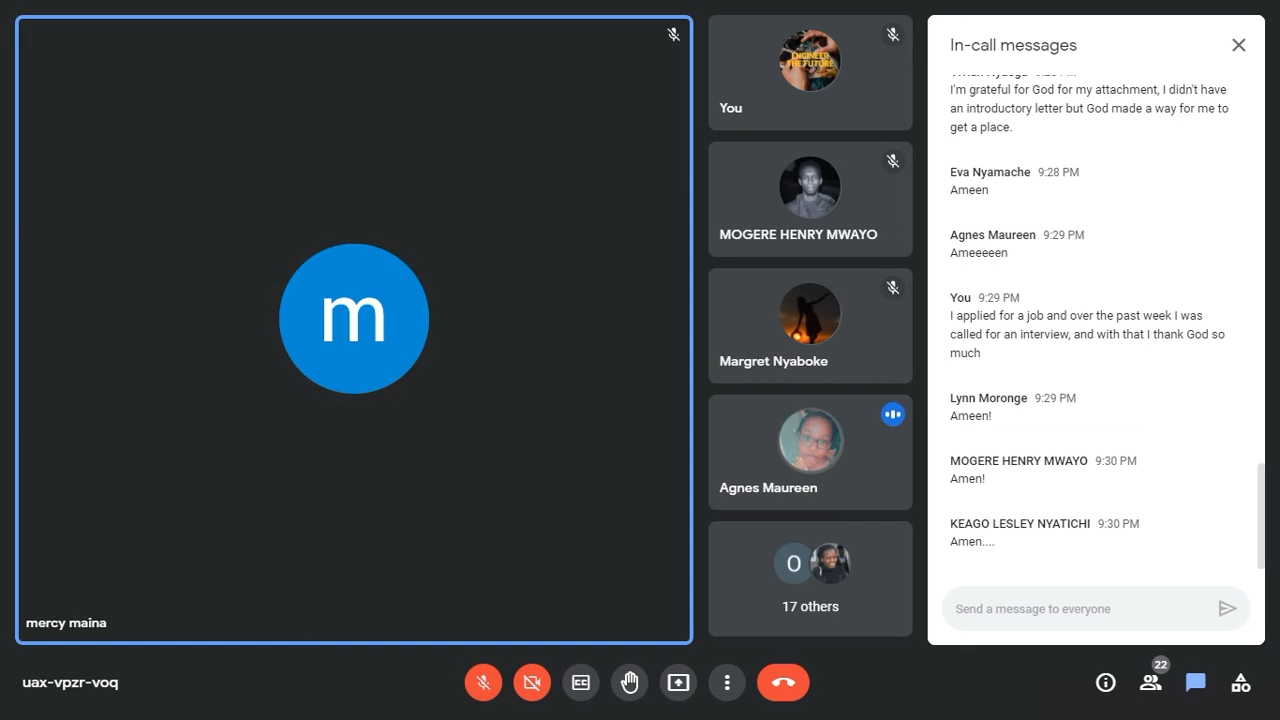 m
mercy maina
ENGINEER
THE FUTURE
You
MOGERE HENRY MWAYO
Margret Nyaboke
Agnes Maureen
O
17 others
In-call messages
I'm grateful for God for my attachment, I didn't have
an introductory letter but God made a way for me to
get a place.
Eva Nyamache 9:28 PM
Ameen
Agnes Maureen 9:29 PM
Ameeeeen
You 9:29 PM
I applied for a job and over the past week I was
called for an interview, and with that I thank God so
much
Lynn Moronge 9:29 PM
Ameen!
MOGERE HENRY MWAYO 9:30 PM
Amen!
KEAGO LESLEY NYATICHI 9:30 PM
Amen....
Send a message to everyone
uax-vpzr-voq
CC
22